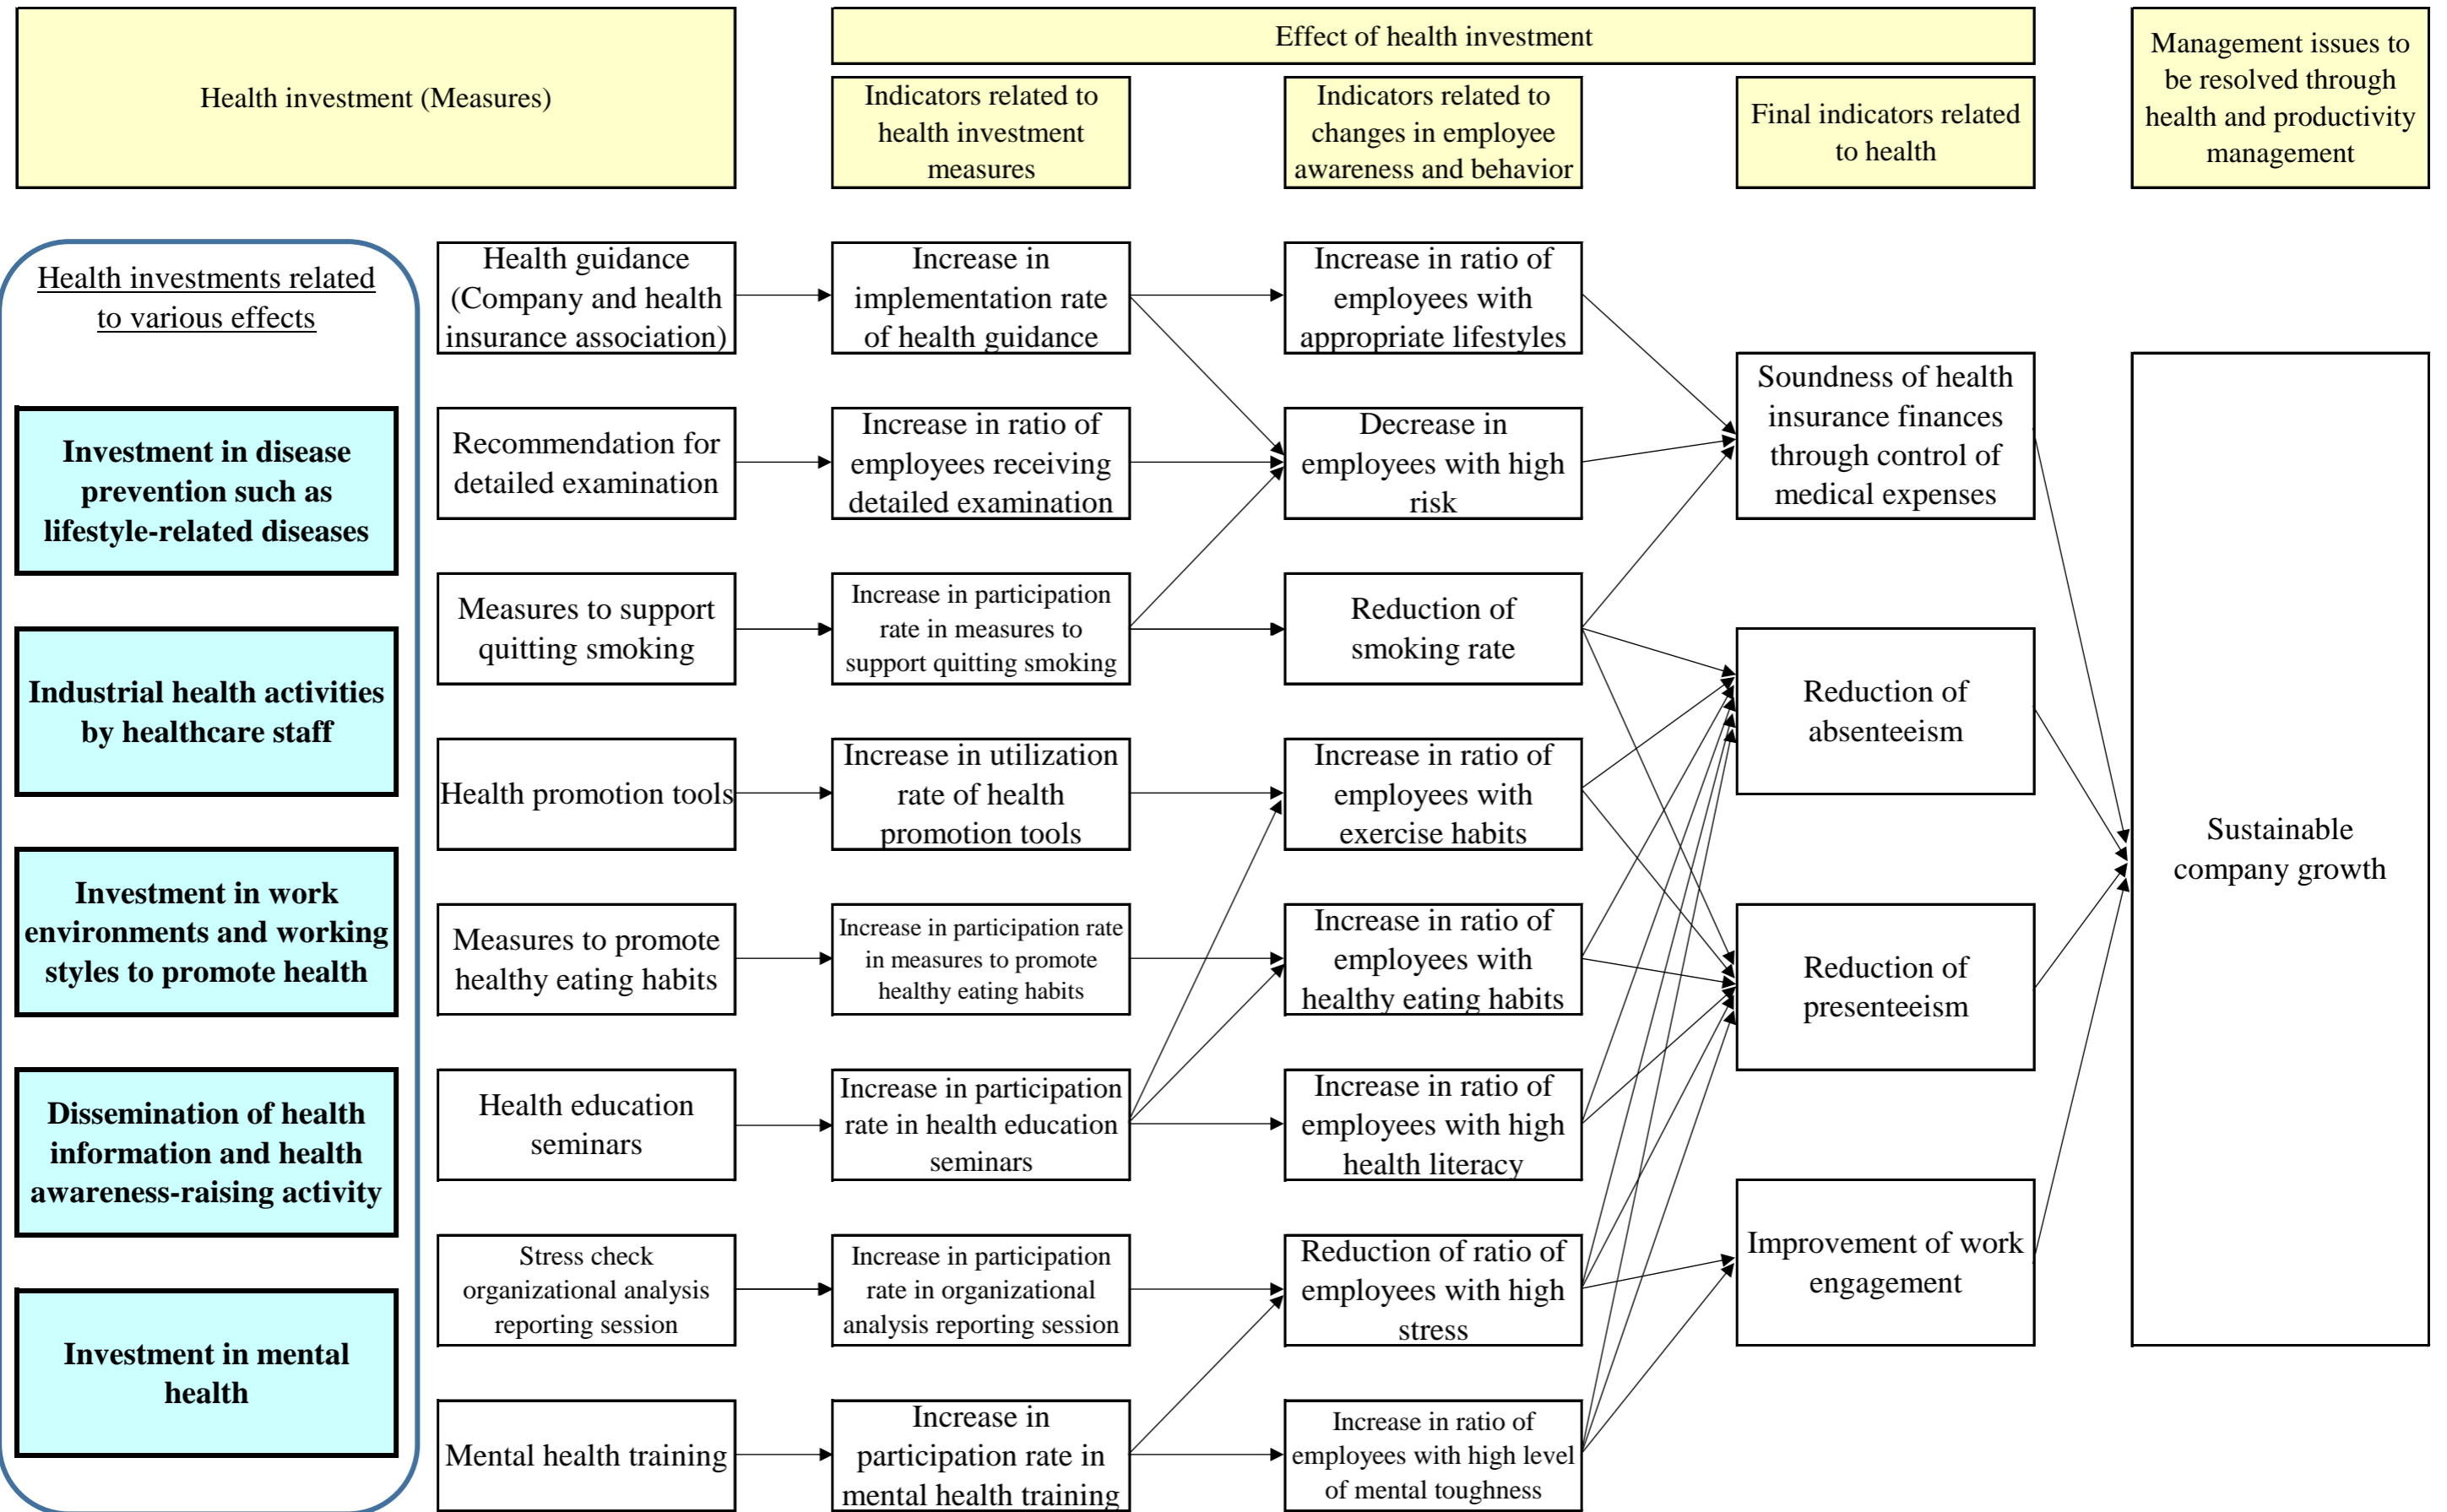 Health investment (Measures)
Effect of health investment
Indicators related to
health investment
measures
Indicators related to
changes in employee
awareness and behavior
Final indicators related
to health
Management issues to
be resolved through
health and productivity
management
Health investments related
to various effects
Investment in disease
prevention such as
lifestyle-related diseases
Industrial health activities
by healthcare staff
Investment in work
environments and working
styles to promote health
Dissemination of health
information and health
awareness-raising activity
Investment in mental
health
Health guidance
(Company and health
insurance association)
Recommendation for
detailed examination
Measures to support
quitting smoking
Health promotion tools
Measures to promote
healthy eating habits
Health education
seminars
Stress check
organizational analysis
reporting session
Mental health training
Increase in
implementation rate
of health guidance
Increase in ratio of
employees receiving
detailed examination
Increase in participation
rate in measures to
support quitting smoking
Increase in utilization
rate of health
promotion tools
Increase in participation rate
in measures to promote
healthy eating habits
Increase in participation
rate in health education
seminars
Increase in participation
rate in organizational
analysis reporting session
Increase in
participation rate in
mental health training
Increase in ratio of
employees with
appropriate lifestyles
Decrease in
employees with high
risk
Reduction of
smoking rate
Increase in ratio of
employees with
exercise habits
Increase in ratio of
employees with
healthy eating habits
Increase in ratio of
employees with high
health literacy
Reduction of ratio of
employees with high
stress
Increase in ratio of
employees with high level
of mental toughness
Soundness of health
insurance finances
through control of
medical expenses
Reduction of
absenteeism
Reduction of
presenteeism
Improvement of work
engagement
Sustainable
company growth